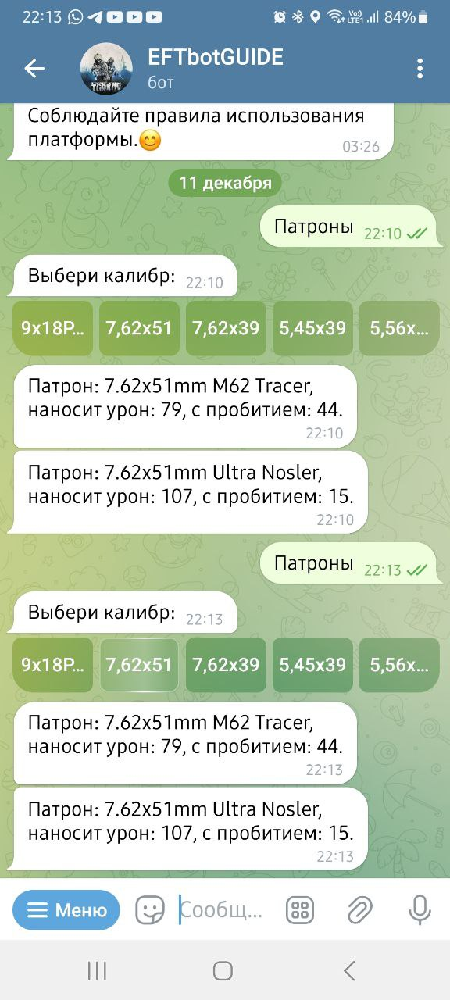 22:13 Vo)) LTE1 84%
EFTbotGUIDE
бот
Соблюдайте правила использования
платформы.😊 03:26
11 декабря
Патроны 22:10
Выбери калибр: 22:10
9x18P... 7,62x51 7,62x39 5,45x39 5,56x...
Патрон: 7.62x51mm M62 Tracer,
наносит урон: 79, с пробитием: 44.
22:10
Патрон: 7.62x51mm Ultra Nosler,
наносит урон: 107, с пробитием: 15.
22:10
Патроны 22:13
Выбери калибр: 22:13
9x18P... 7,62x51 7,62x39 5,45x39 5,56x...
Патрон: 7.62x51mm M62 Tracer,
наносит урон: 79, с пробитием: 44.
22:13
Патрон: 7.62x51mm Ultra Nosler,
наносит урон: 107, с пробитием: 15.
22:13
Меню Сообщ...